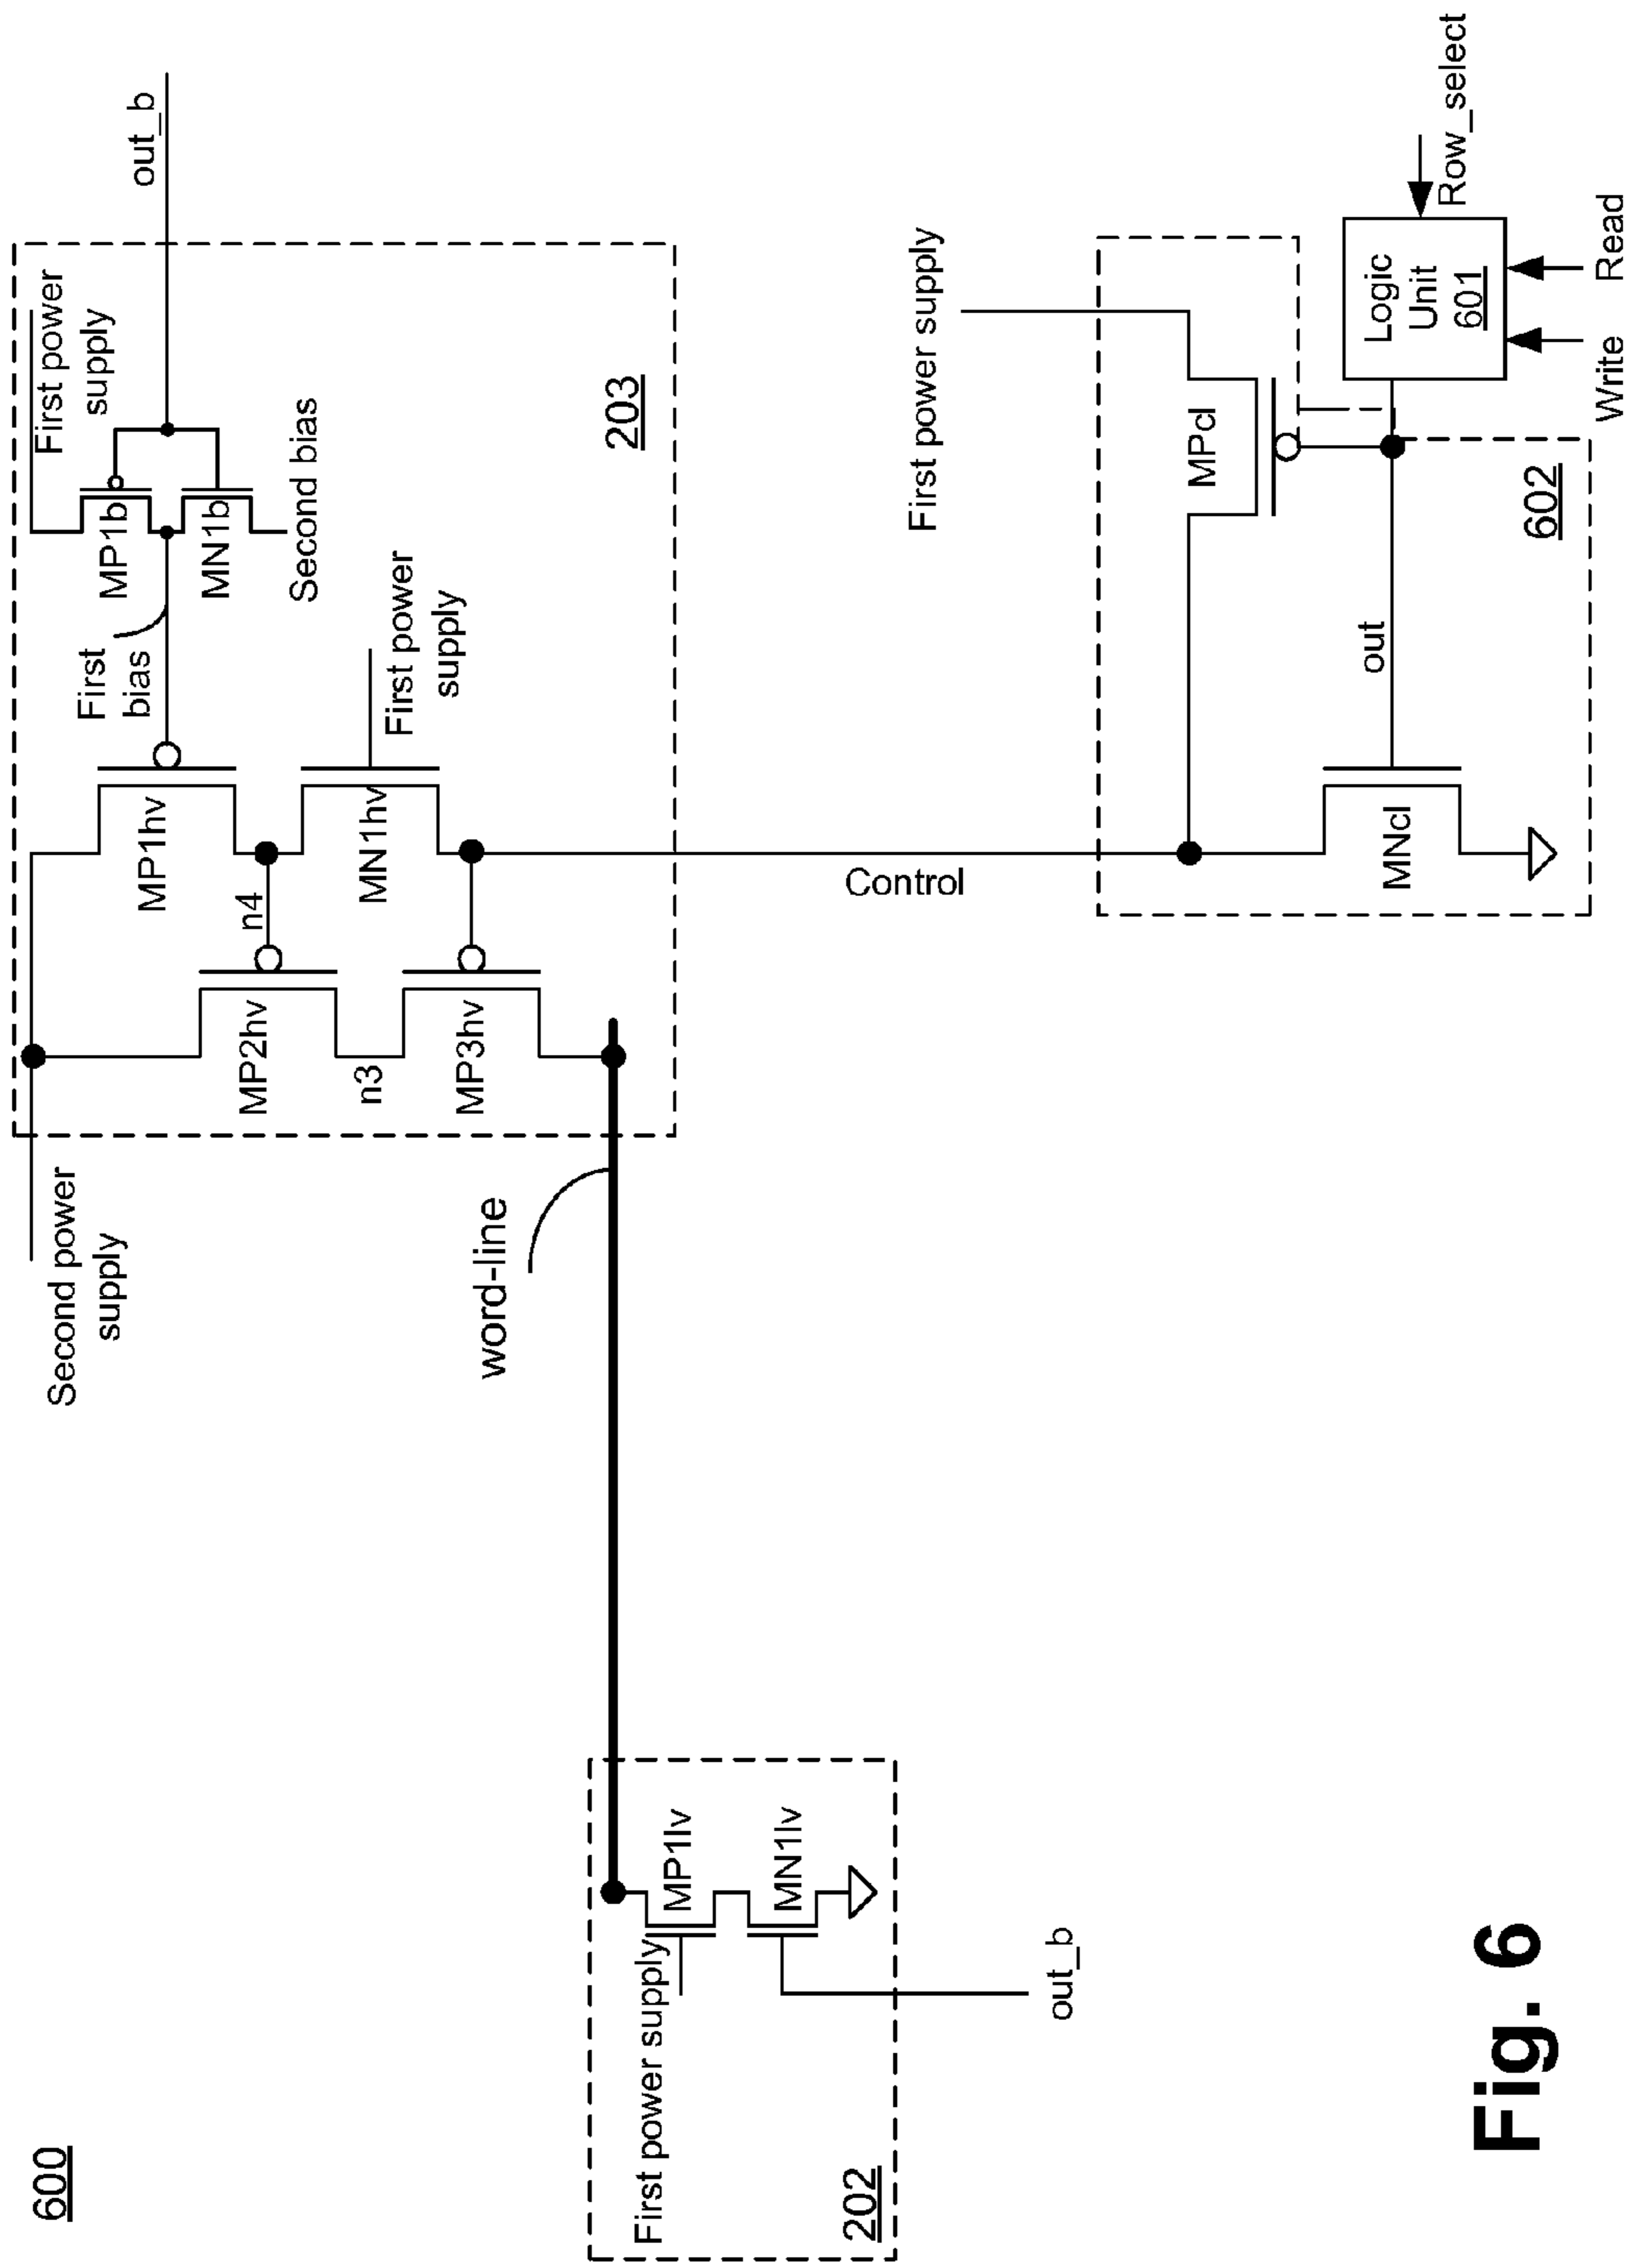 600
Second power
supply
First power
supply
out_b
MP1b
MN1b
Second bias
First
bias
MP1hv
n4
MP2hv
n3
MN1hv
First power
supply
MP3hv
203
word-line
First power supply
MP1lv
MN1lv
202
out_b
Control
First power supply
MPcl
out
MNcl
602
Logic
Unit
601
Row_select
Write
Read
Fig. 6